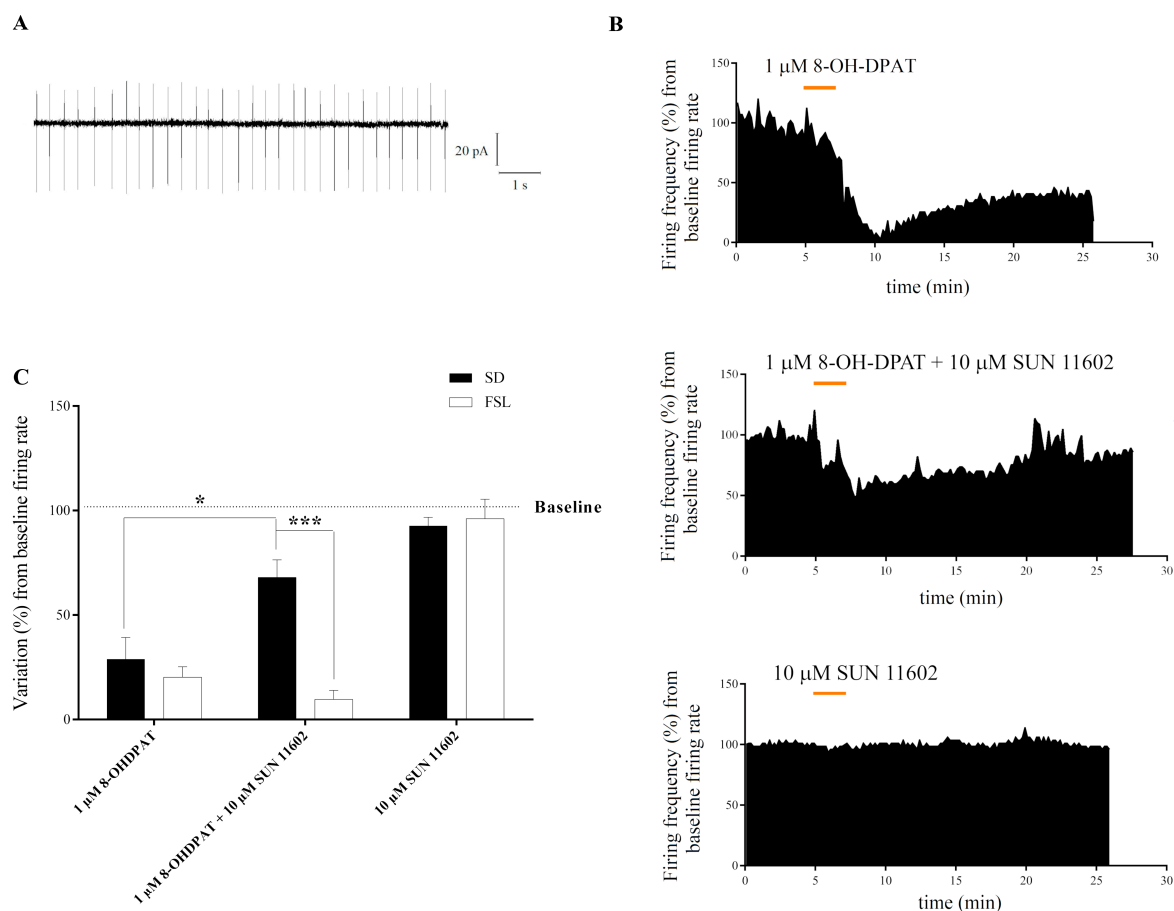 A
20 pA
1 s
B
1 μM 8-OH-DPAT
Firing frequency (%) from
baseline firing rate
150
100
50
0
0 5 10 15 20 25 30
time (min)
1 μM 8-OH-DPAT + 10 μM SUN 11602
Firing frequency (%) from
baseline firing rate
150
100
50
0
0 5 10 15 20 25 30
time (min)
10 μM SUN 11602
Firing frequency (%) from
baseline firing rate
150
100
50
0
0 5 10 15 20 25 30
time (min)
C
SD
FSL
Variation (%) from baseline firing rate
150
100
50
0
*
***
Baseline
1 μM 8-OHDPAT
1 μM 8-OHDPAT + 10 μM SUN 11602
10 μM SUN 11602